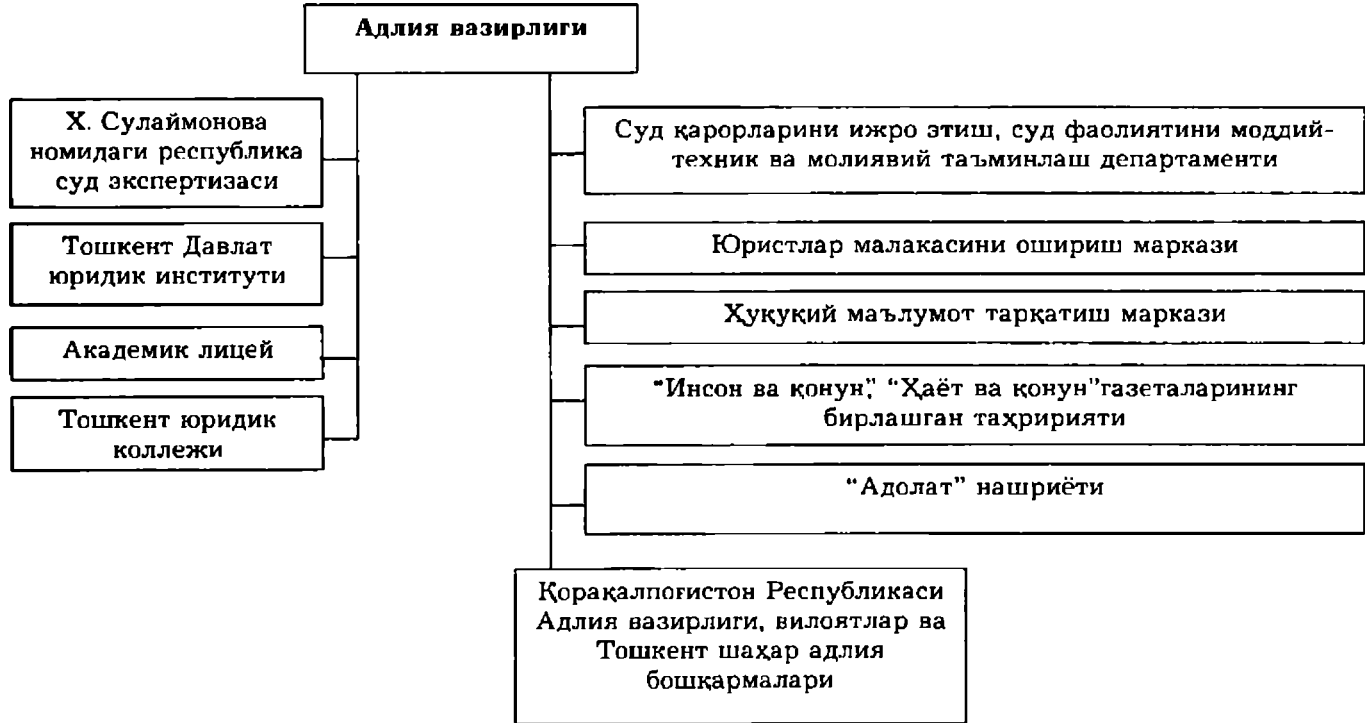 Адлия вазирлиги
Х. Сулаймонова
номидаги республика
суд экспертизаси
Тошкент Давлат
юридик институти
Академик лицей
Тошкент юридик
коллежи
Суд қарорларини ижро этиш, суд фаолиятини моддий-
техник ва молиявий таъминлаш департаменти
Юристлар малакасини ошириш маркази
Ҳуқуқий маълумот тарқатиш маркази
"Инсон ва қонун", "Ҳаёт ва қонун"газеталарининг
бирлашган таҳририяти
"Адолат" нашриёти
Қорақалпоғистон Республикаси
Адлия вазирлиги, вилоятлар ва
Тошкент шаҳар адлия
бошқармалари